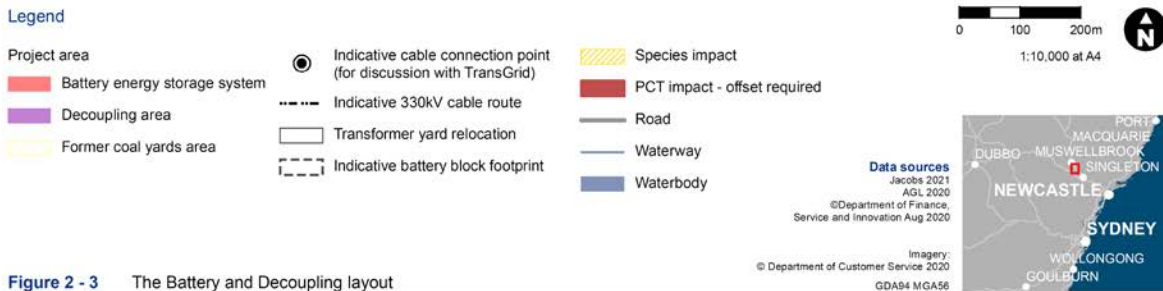 Legend
Project area
Battery energy storage system
Decoupling area
Former coal yards area
Indicative cable connection point
(for discussion with TransGrid)
Indicative 330kV cable route
Transformer yard relocation
Indicative battery block footprint
Species impact
PCT impact - offset required
Road
Waterway
Waterbody
0 100 200m
N
1:10,000 at A4
Data sources
Jacobs 2021
AGL 2020
©Department of Finance,
Service and Innovation Aug 2020
Imagery:
© Department of Customer Service 2020
GDA94 MGA56
PORT
MACQUARIE
DUBBO
MUSWELLBROOK
SINGLETON
NEWCASTLE
SYDNEY
WOLLONGONG
GOULBURN
Figure 2 - 3 The Battery and Decoupling layout